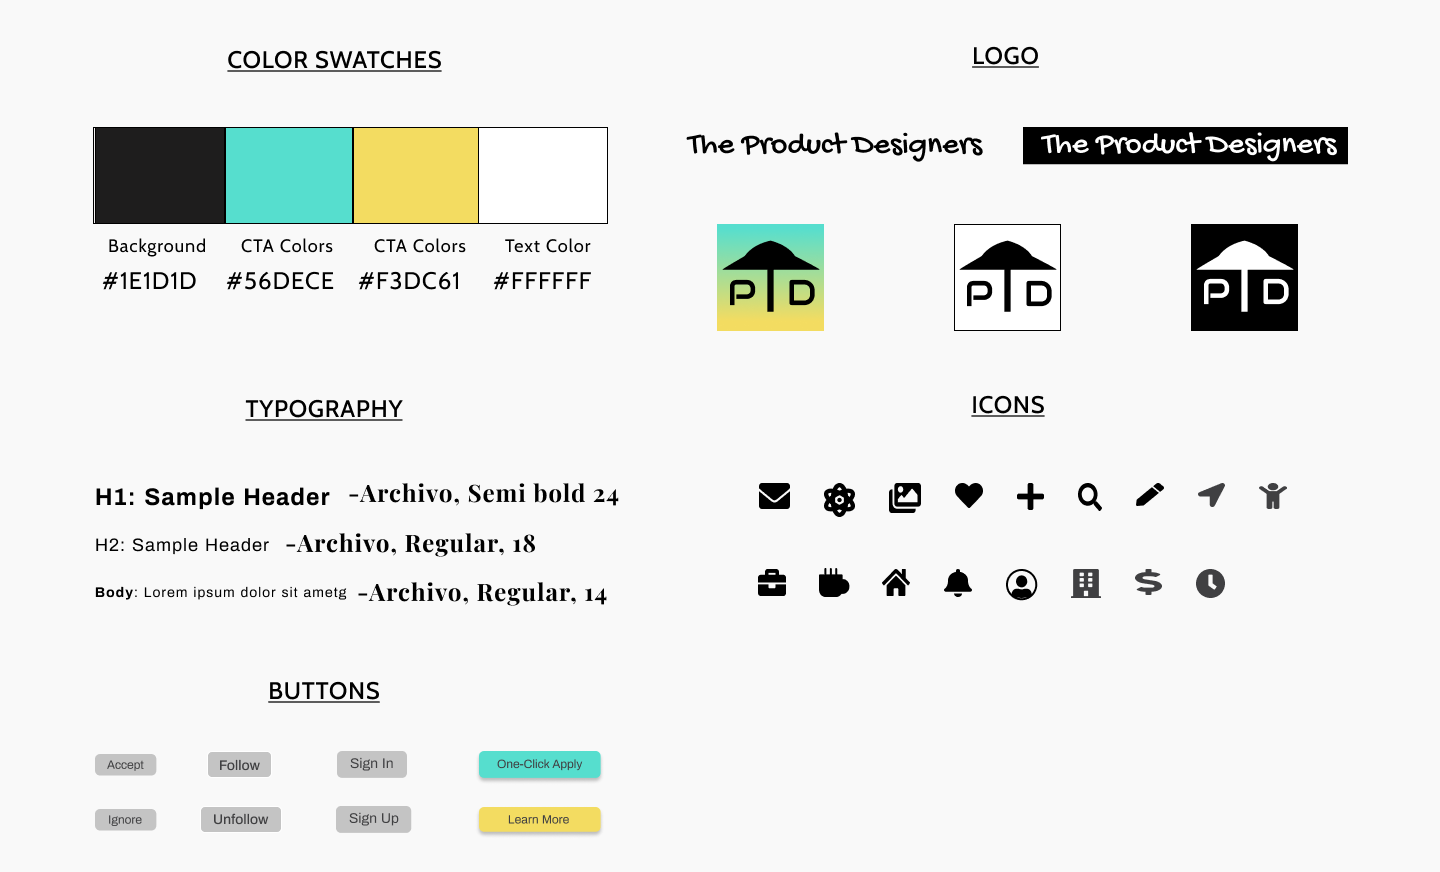 COLOR SWATCHES
Background
CTA Colors
CTA Colors
Text Color
#1E1D1D
#56DECE
#F3DC61
#FFFFFF
LOGO
The Product Designers
The Product Designers
PTD
PTD
PTD
TYPOGRAPHY
H1: Sample Header -Archivo, Semi bold 24
H2: Sample Header -Archivo, Regular, 18
Body: Lorem ipsum dolor sit ametg -Archivo, Regular, 14
ICONS
BUTTONS
Accept
Follow
Sign In
One-Click Apply
Ignore
Unfollow
Sign Up
Learn More